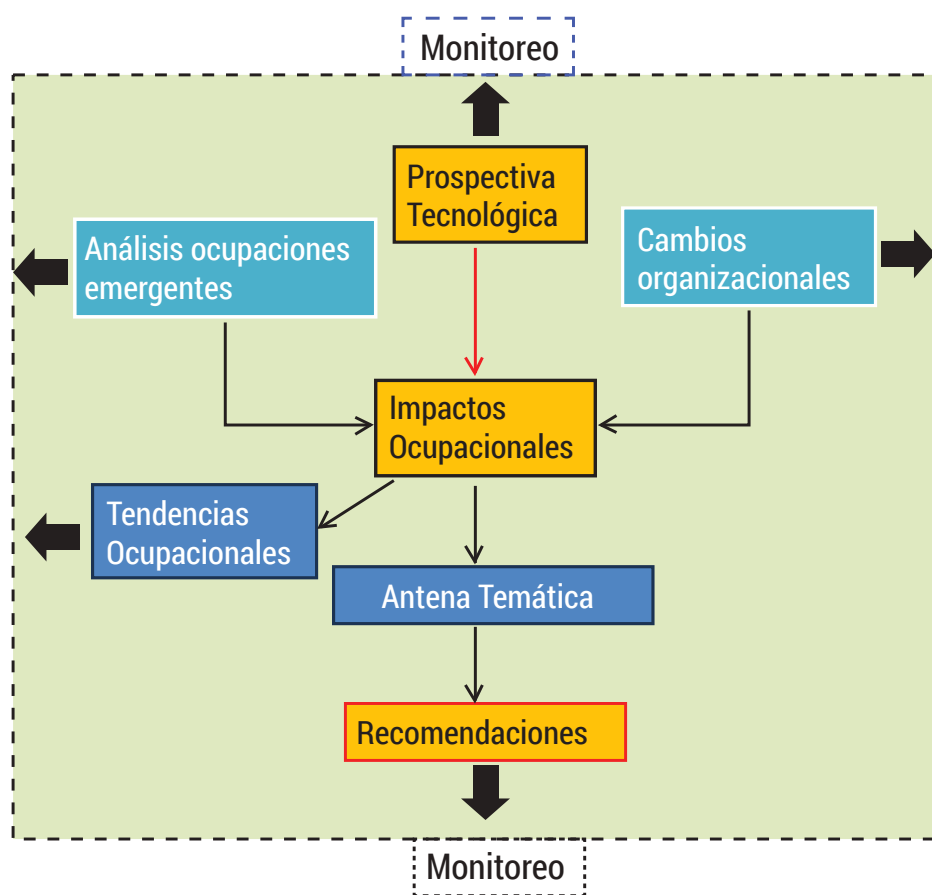 Monitoreo
Prospectiva
Tecnológica
Análisis ocupaciones
emergentes
Cambios
organizacionales
Impactos
Ocupacionales
Tendencias
Ocupacionales
Antena Temática
Recomendaciones
Monitoreo